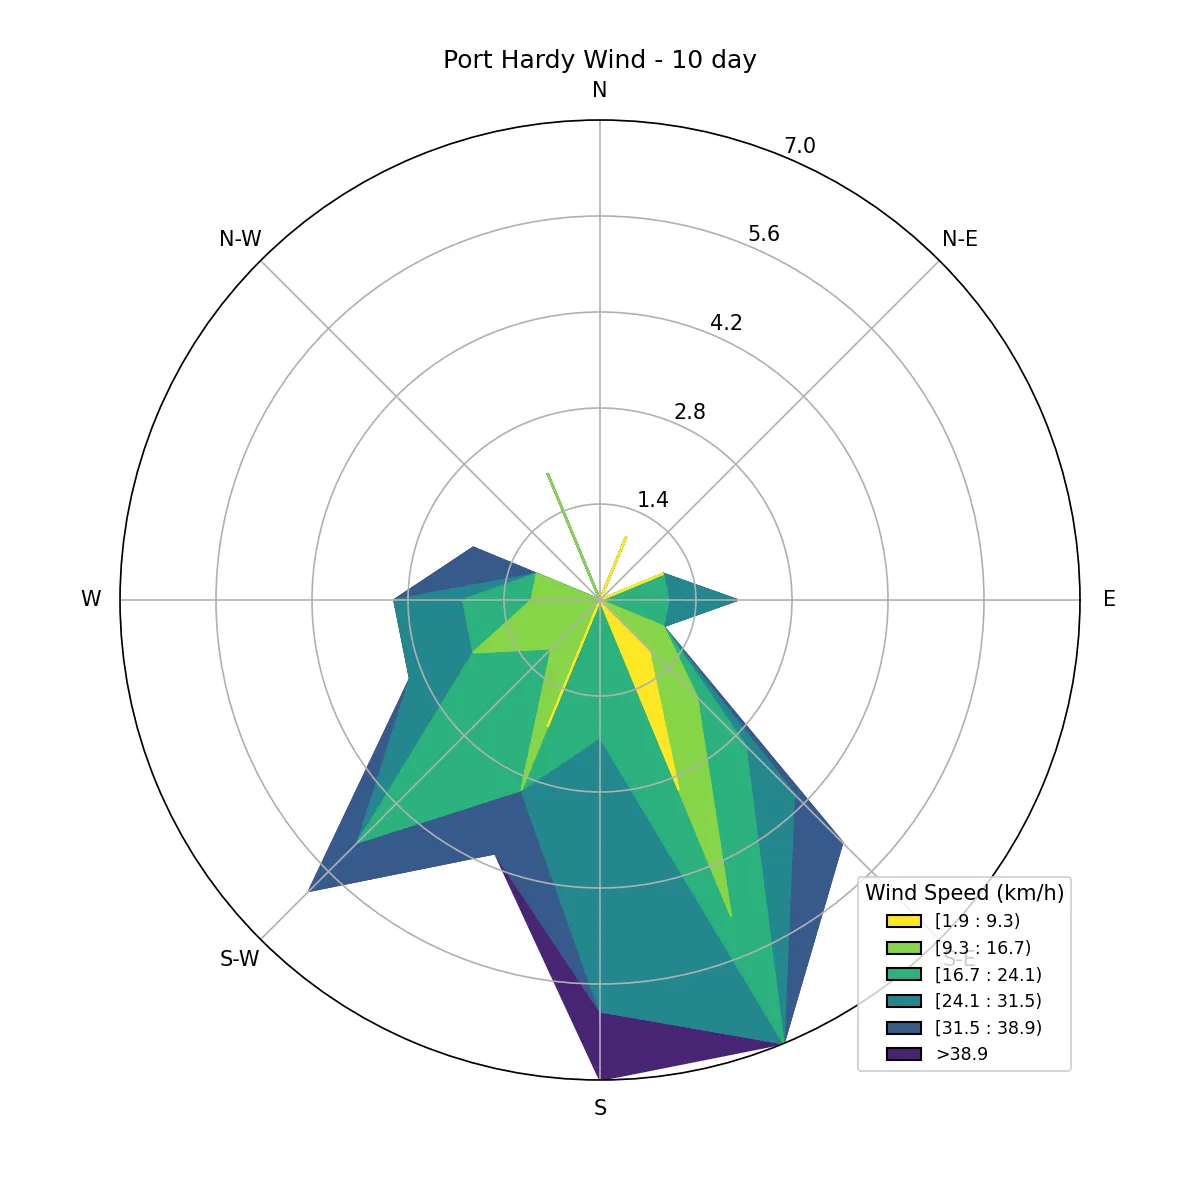 Port Hardy Wind - 10 day
N
7.0
N-W
5.6
N-E
4.2
2.8
1.4
W
E
Wind Speed (km/h)
[1.9 : 9.3)
[9.3 : 16.7)
S-W
S-E
[16.7 : 24.1)
[24.1 : 31.5)
[31.5 : 38.9)
>38.9
S